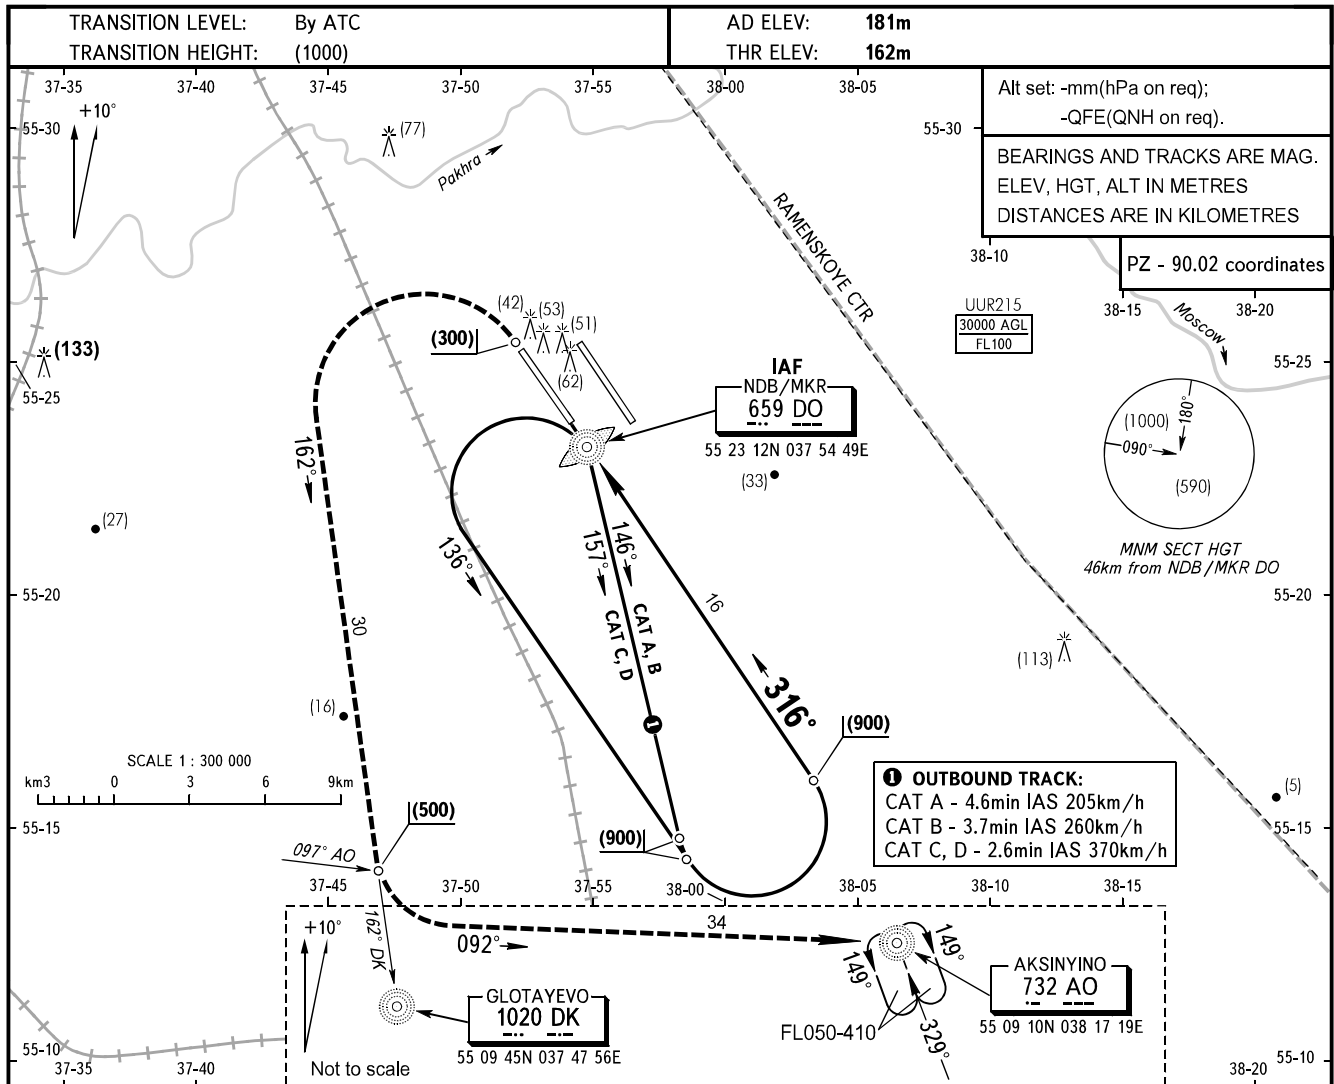 TRANSITION LEVEL: By ATC
TRANSITION HEIGHT: (1000)
AD ELEV: 181m
THR ELEV: 162m
37-35 37-40 37-45 37-50 37-55 38-00 38-05
Alt set: -mm(hPa on req);
-QFE(QNH on req).
BEARINGS AND TRACKS ARE MAG.
ELEV, HGT, ALT IN METRES
DISTANCES ARE IN KILOMETRES
PZ - 90.02 coordinates
+10°
55-30
(77)
55-30
Pakhra
RAMENSKOYE CTR
38-10
38-15
38-20
UUR215
30000 AGL
FL100
Moscow
(42)
(53)
(51)
(62)
(300)
(133)
55-25
55-25
IAF
NDB/MKR
659 DO
55 23 12N 037 54 49E
(33)
(1000)
180°
090°
(590)
MNM SECT HGT
46km from NDB/MKR DO
162°
(27)
136°
146°
157°
CAT A, B
CAT C, D
16
316°
55-20
55-20
30
(113)
(16)
1
(900)
SCALE 1 : 300 000
km3 0 3 6 9km
(5)
1 OUTBOUND TRACK:
CAT A - 4.6min IAS 205km/h
CAT B - 3.7min IAS 260km/h
CAT C, D - 2.6min IAS 370km/h
(500)
(900)
55-15
55-15
097° AO
37-45 37-50 37-55 38-00 38-05 38-10 38-15
162° DK
+10°
092°
34
149°
149°
329°
FL050-410
AKSINYINO
732 AO
55 09 10N 038 17 19E
GLOTAYEVO
1020 DK
55 09 45N 037 47 56E
Not to scale
55-10
55-10
37-35 37-40
38-20